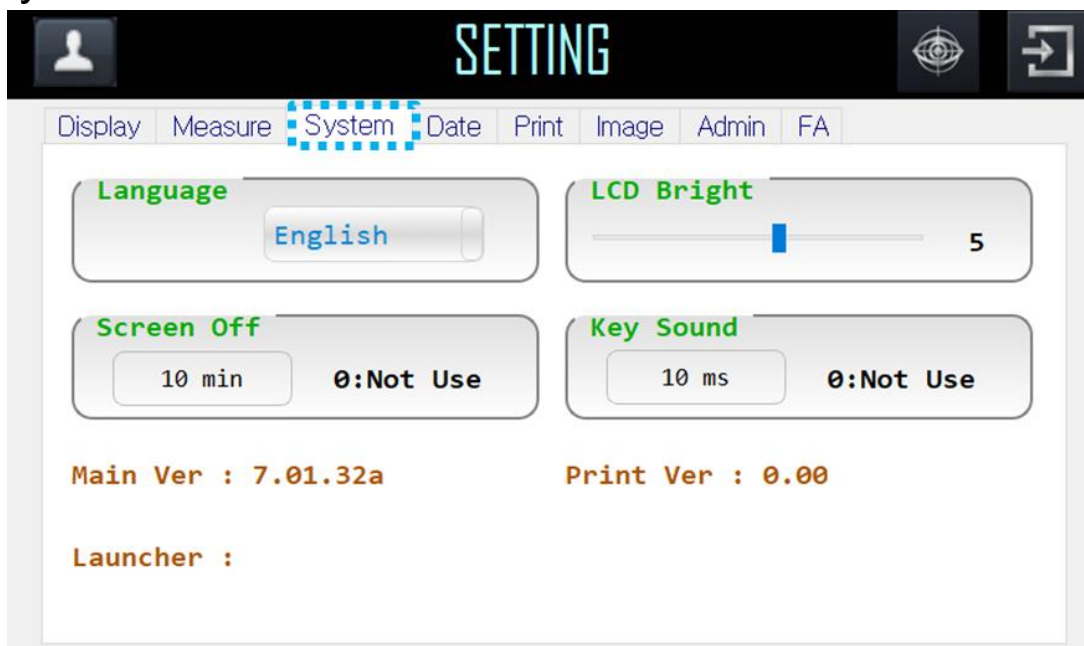 SETTING
Display Measure System Date Print Image Admin FA
Language
English
LCD Bright
5
Screen Off
10 min 0:Not Use
Key Sound
10 ms 0:Not Use
Main Ver : 7.01.32a
Print Ver : 0.00
Launcher :